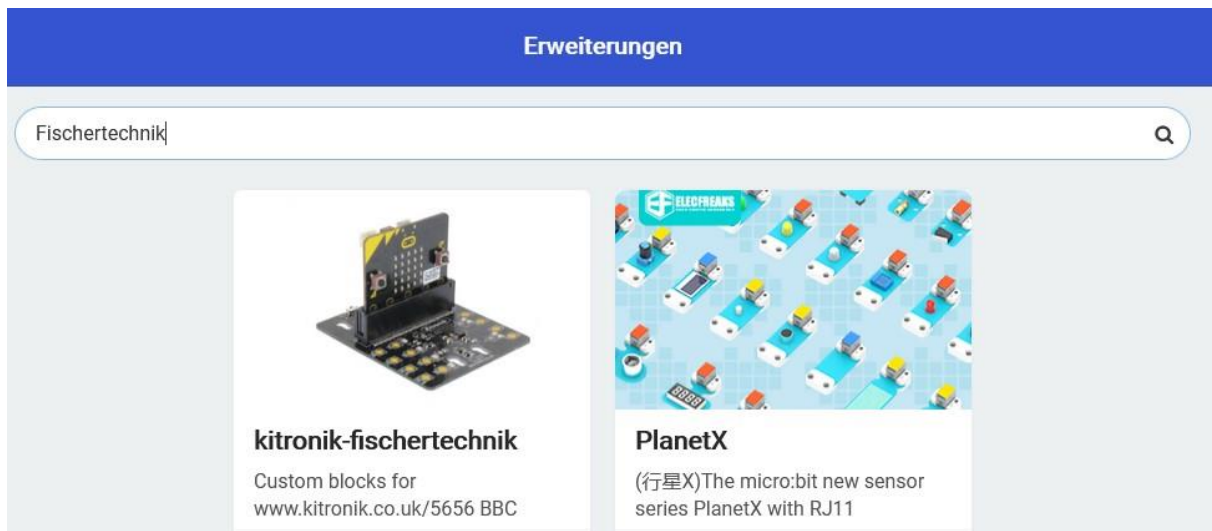 Erweiterungen
Fischertechnik
ELECFREAKS
kitronik-fischertechnik
Custom blocks for
www.kitronik.co.uk/5656 BBC
PlanetX
(行星X)The micro:bit new sensor
series PlanetX with RJ11